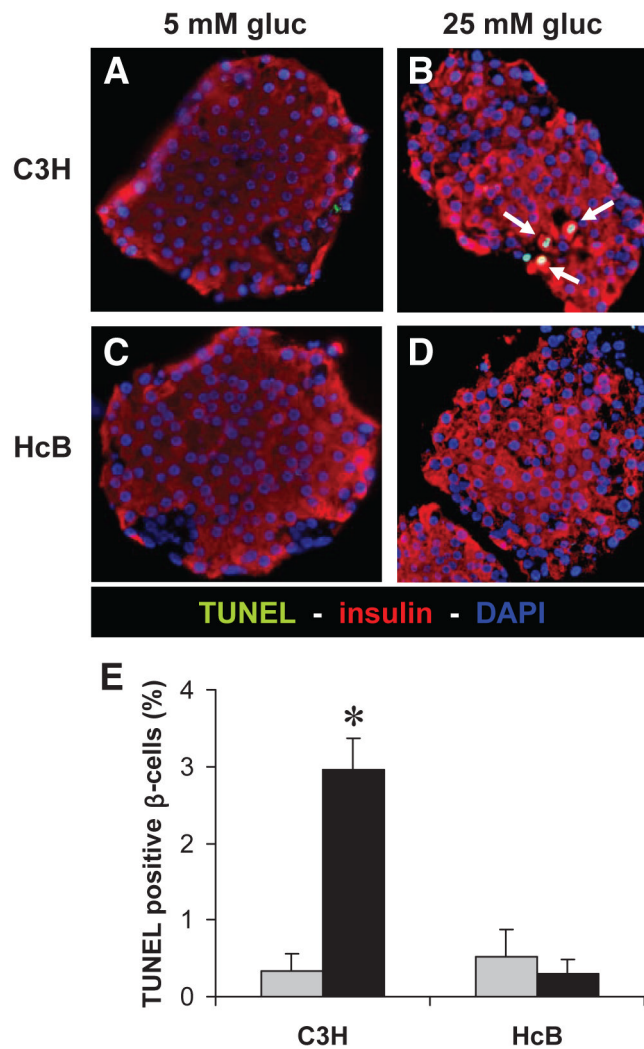 5 mM gluc 25 mM gluc
A B
C3H
C D
HcB
TUNEL - insulin - DAPI
E
TUNEL positive β-cells (%)
4
*
3
2
1
0
C3H HcB